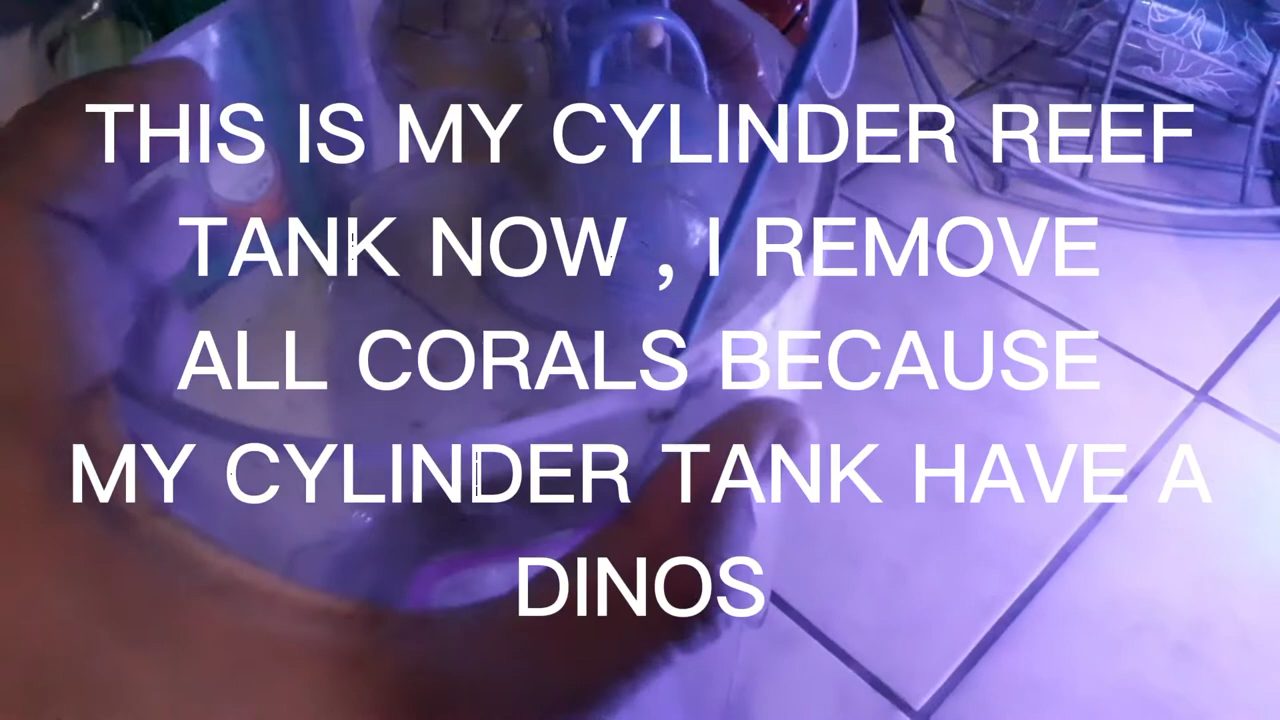 THIS IS MY CYLINDER REEF
TANK NOW , I REMOVE
ALL CORALS BECAUSE
MY CYLINDER TANK HAVE A
DINOS